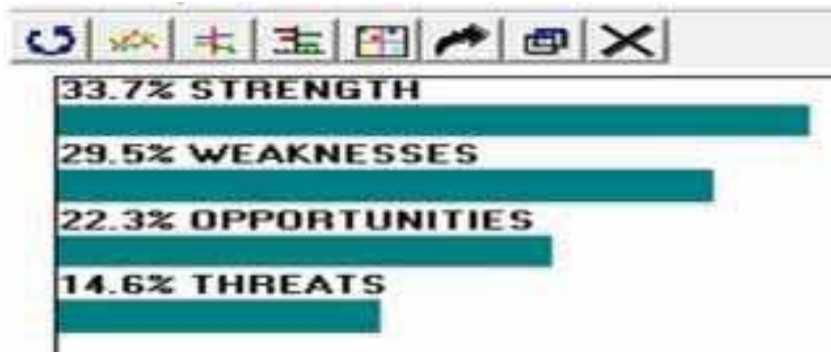 33.7% STRENGTH
29.5% WEAKNESSES
22.3% OPPORTUNITIES
14.6% THREATS